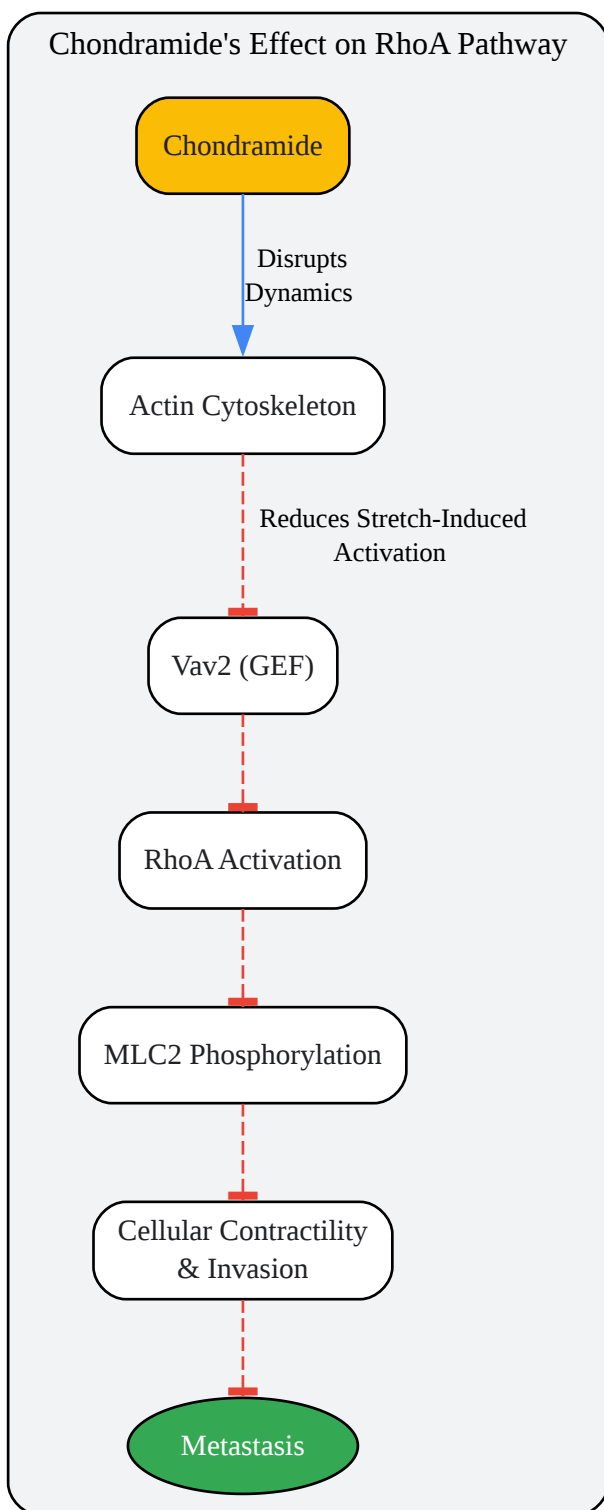 Chondramide's Effect on RhoA Pathway
Chondramide
Disrupts
Dynamics
Actin Cytoskeleton
Reduces Stretch-Induced
Activation
Vav2 (GEF)
RhoA Activation
MLC2 Phosphorylation
Cellular Contractility
& Invasion
Metastasis